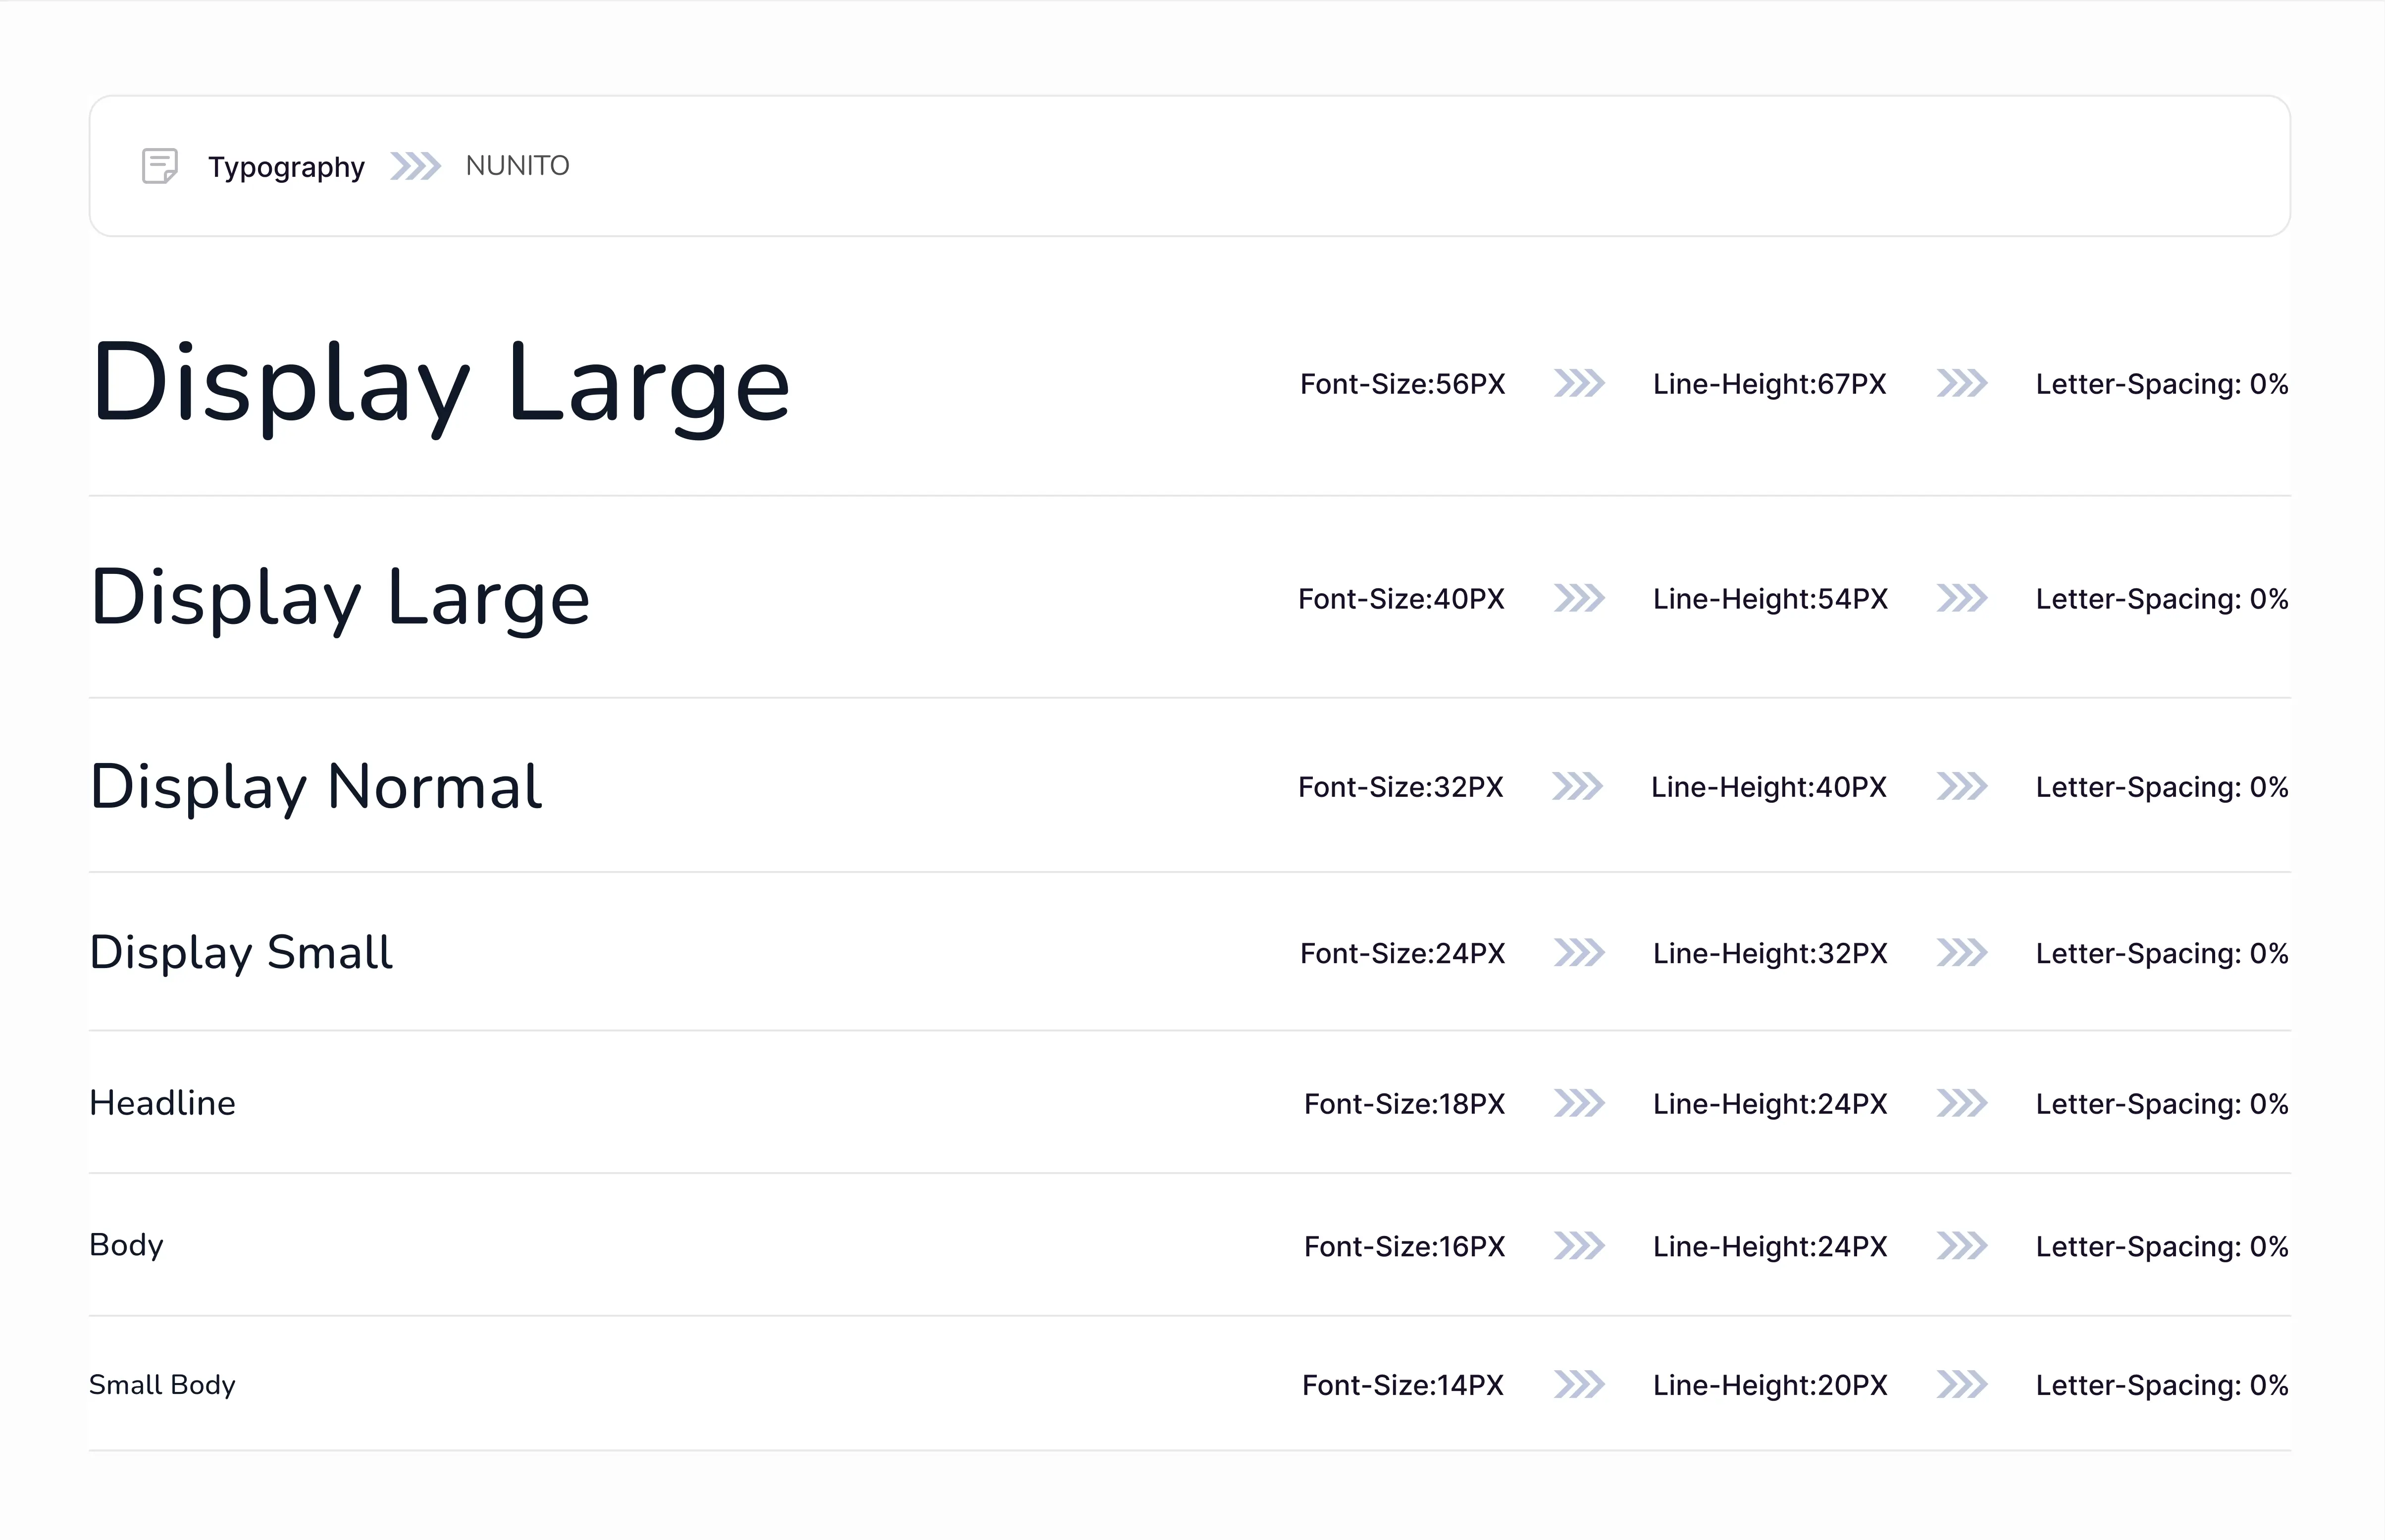 Typography NUNITO
Display Large Font-Size:56PX Line-Height:67PX Letter-Spacing: 0%
Display Large Font-Size:40PX Line-Height:54PX Letter-Spacing: 0%
Display Normal Font-Size:32PX Line-Height:40PX Letter-Spacing: 0%
Display Small Font-Size:24PX Line-Height:32PX Letter-Spacing: 0%
Headline Font-Size:18PX Line-Height:24PX Letter-Spacing: 0%
Body Font-Size:16PX Line-Height:24PX Letter-Spacing: 0%
Small Body Font-Size:14PX Line-Height:20PX Letter-Spacing: 0%